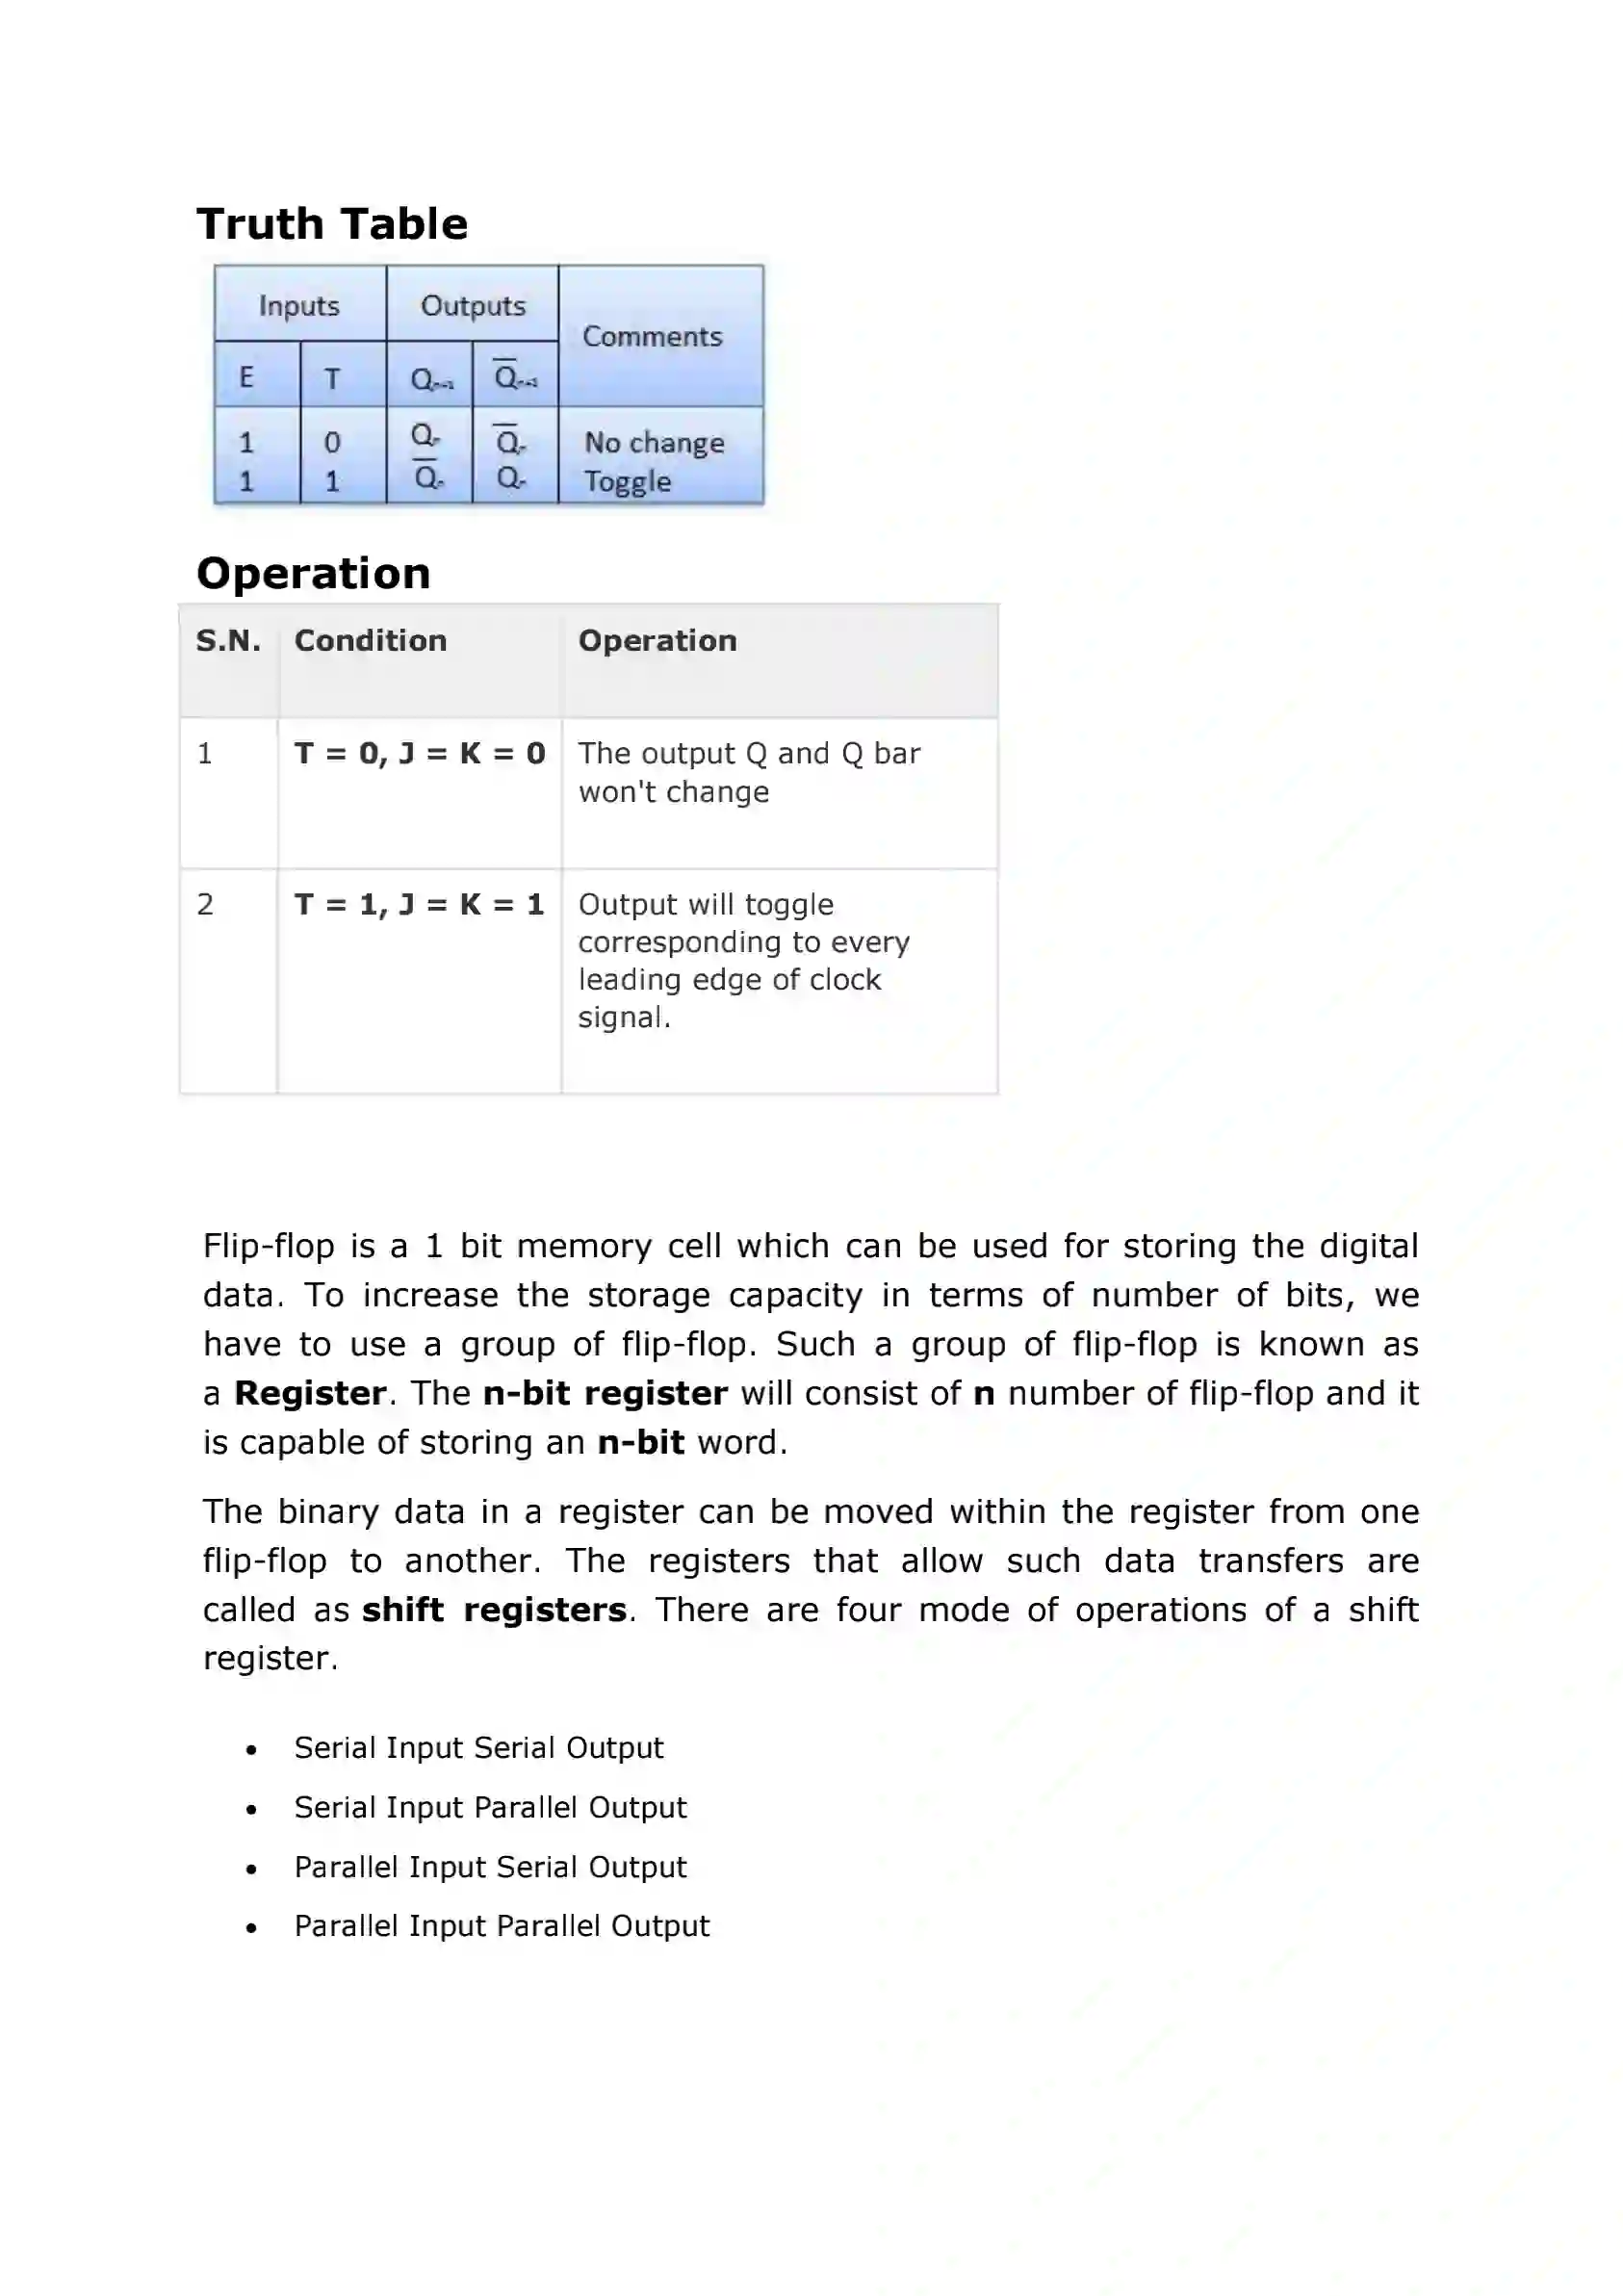 Truth Table
Inputs Outputs Comments
E T Qn+1 Q̅n+1
1 0 Qn Q̅n No change
1 1 Q̅n Qn Toggle
Operation
S.N. Condition Operation
1 T = 0, J = K = 0 The output Q and Q bar
won't change
2 T = 1, J = K = 1 Output will toggle
corresponding to every
leading edge of clock
signal.
Flip-flop is a 1 bit memory cell which can be used for storing the digital
data. To increase the storage capacity in terms of number of bits, we
have to use a group of flip-flop. Such a group of flip-flop is known as
a Register. The n-bit register will consist of n number of flip-flop and it
is capable of storing an n-bit word.
The binary data in a register can be moved within the register from one
flip-flop to another. The registers that allow such data transfers are
called as shift registers. There are four mode of operations of a shift
register.
• Serial Input Serial Output
• Serial Input Parallel Output
• Parallel Input Serial Output
• Parallel Input Parallel Output